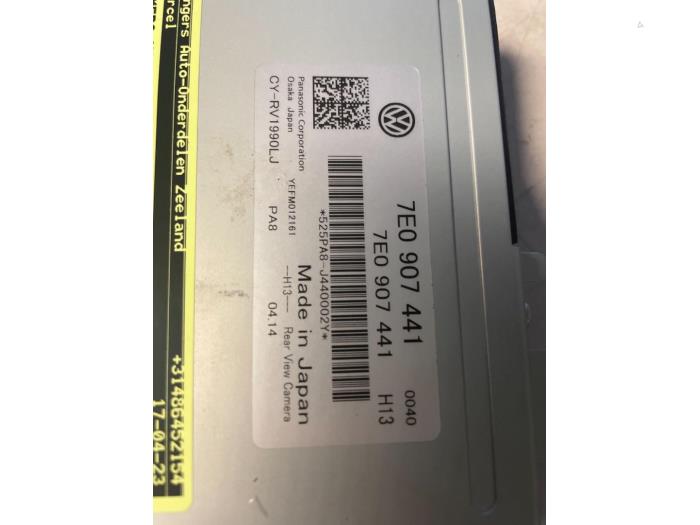 7E0 907 441 0040
7E0 907 441 H13
*525PA8-J440002Y*
Panasonic Corporation
Osaka Japan
YEFM012161
Made in Japan
---H13--- Rear View Camera
CY-RV1990LJ PA8 04.14
ngers Auto-Onderdelen Zeeland
+31486452154
17-04-23